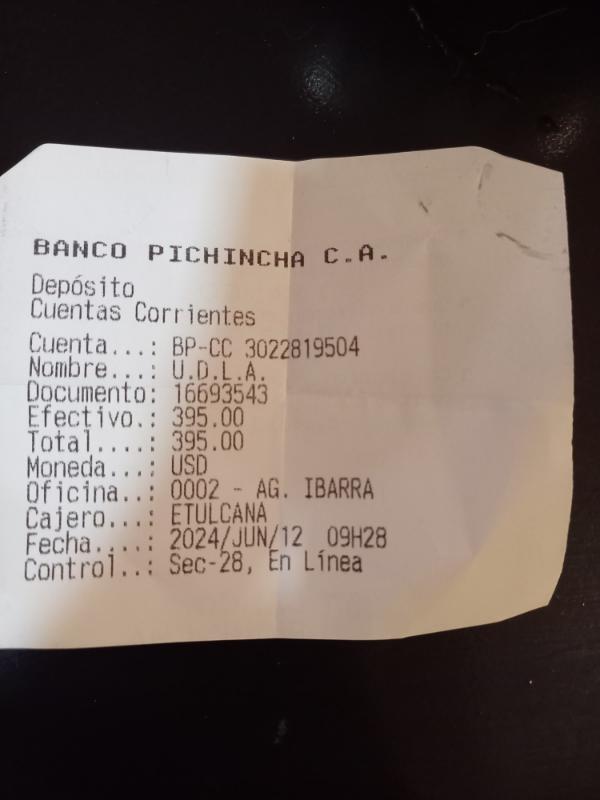 BANCO PICHINCHA C.A.
Depósito
Cuentas Corrientes
Cuenta...: BP-CC 3022819504
Nombre...: U.D.L.A.
Documento: 16693543
Efectivo.: 395.00
Total....: 395.00
Moneda...: USD
Oficina..: 0002 - AG. IBARRA
Cajero...: ETULCANA
Fecha....: 2024/JUN/12  09H28
Control..: Sec-28, En Línea